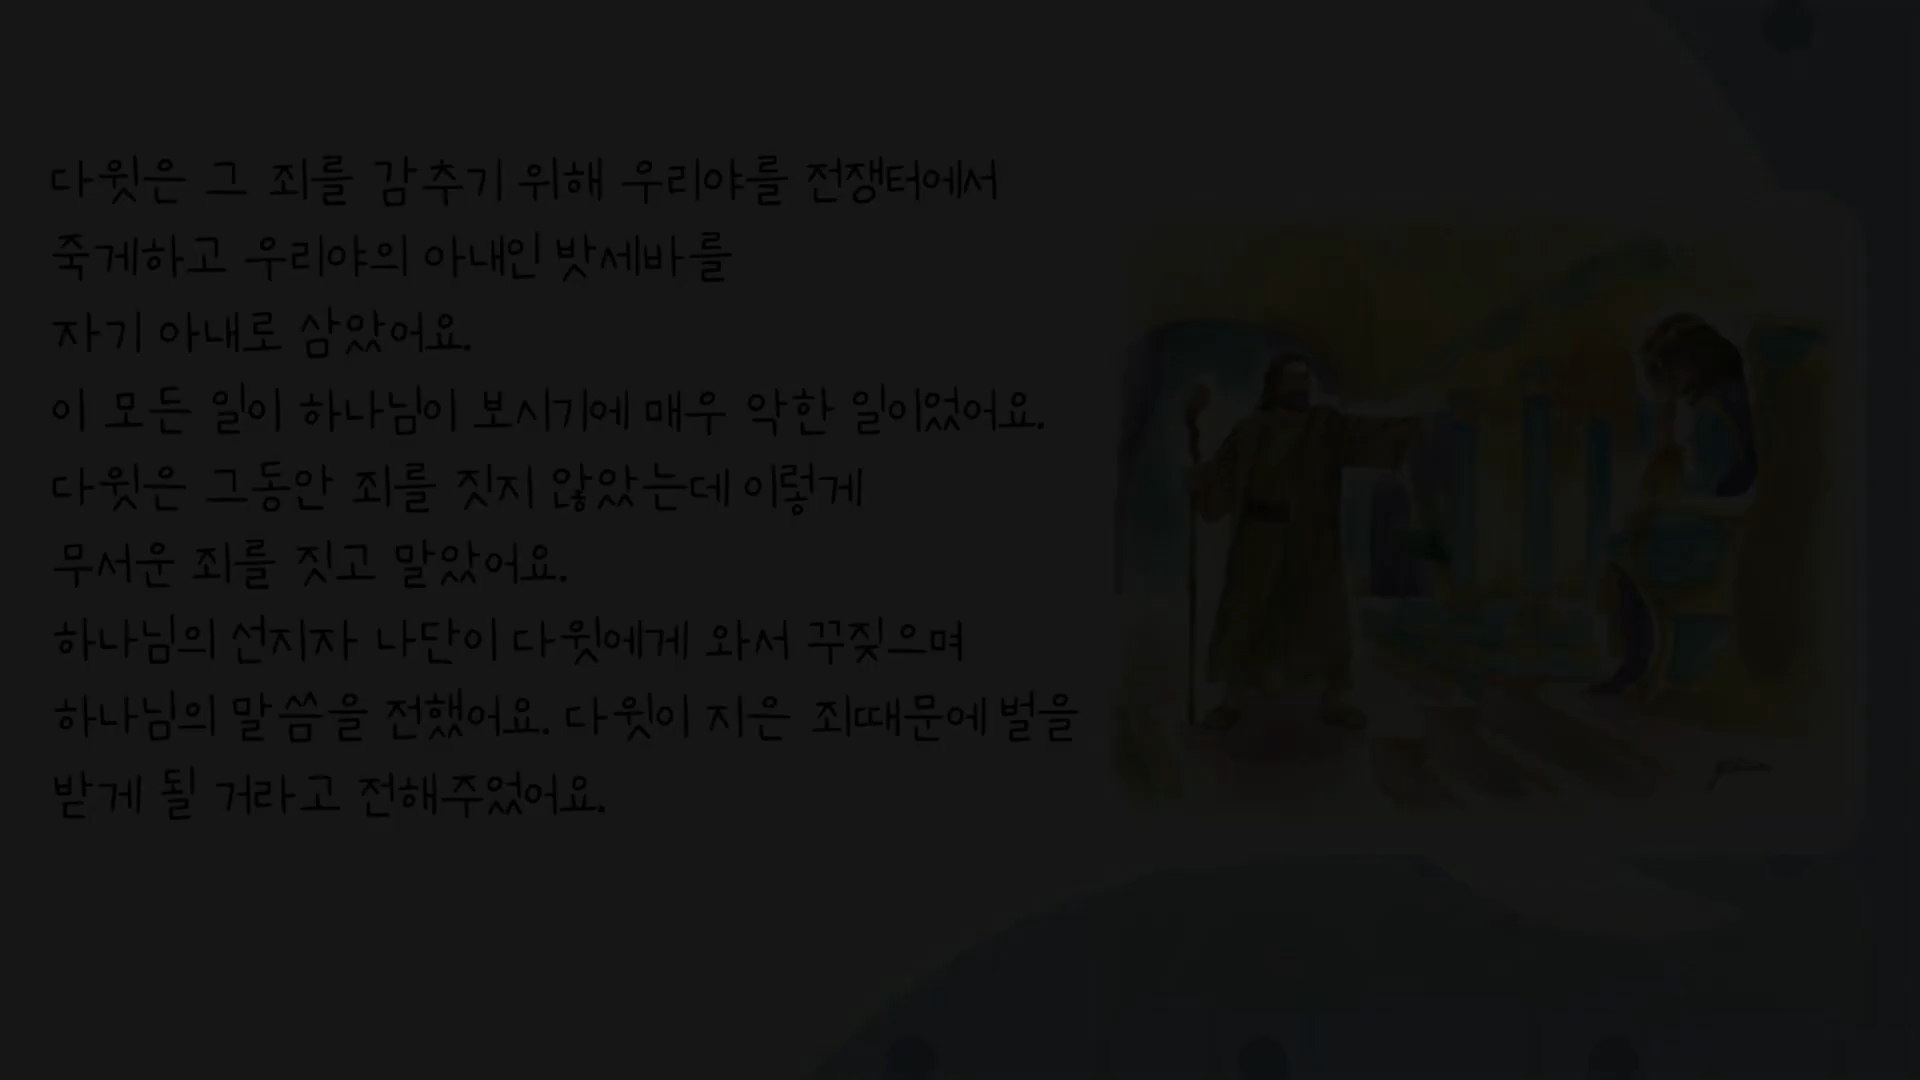 다윗은 그 죄를 감추기 위해 우리야를 전쟁터에서
죽게하고 우리야의 아내인 밧세바를
자기 아내로 삼았어요.
이 모든 일이 하나님이 보시기에 매우 악한 일이었어요.
다윗은 그동안 죄를 짓지 않았는데 이렇게
무서운 죄를 짓고 말았어요.
하나님의 선지자 나단이 다윗에게 와서 꾸짖으며
하나님의 말씀을 전했어요. 다윗이 지은 죄때문에 벌을
받게 될 거라고 전해주었어요.